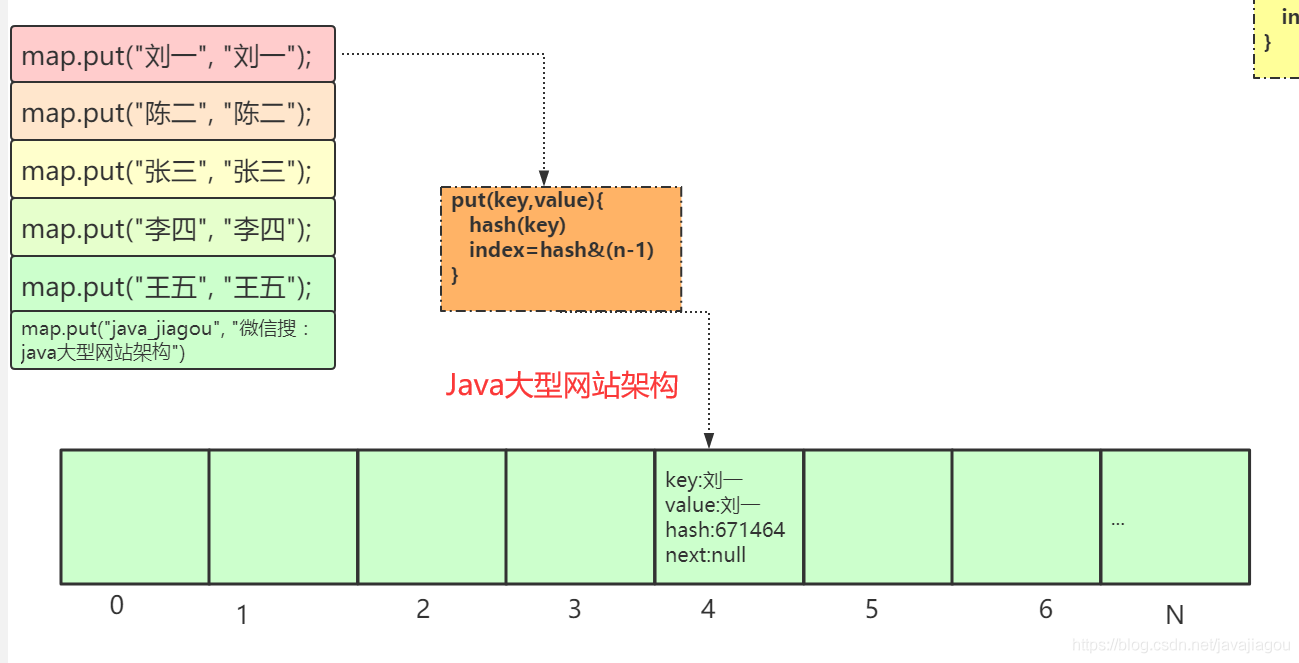 map.put("刘一", "刘一");
map.put("陈二", "陈二");
map.put("张三", "张三");
map.put("李四", "李四");
map.put("王五", "王五");
map.put("java_jiagou", "微信搜：
java大型网站架构")
put(key,value){
hash(key)
index=hash&(n-1)
}
in
}
Java大型网站架构
key:刘一
value:刘一
hash:671464
next:null
...
0
1
2
3
4
5
6
N
https://blog.csdn.net/javajiagou